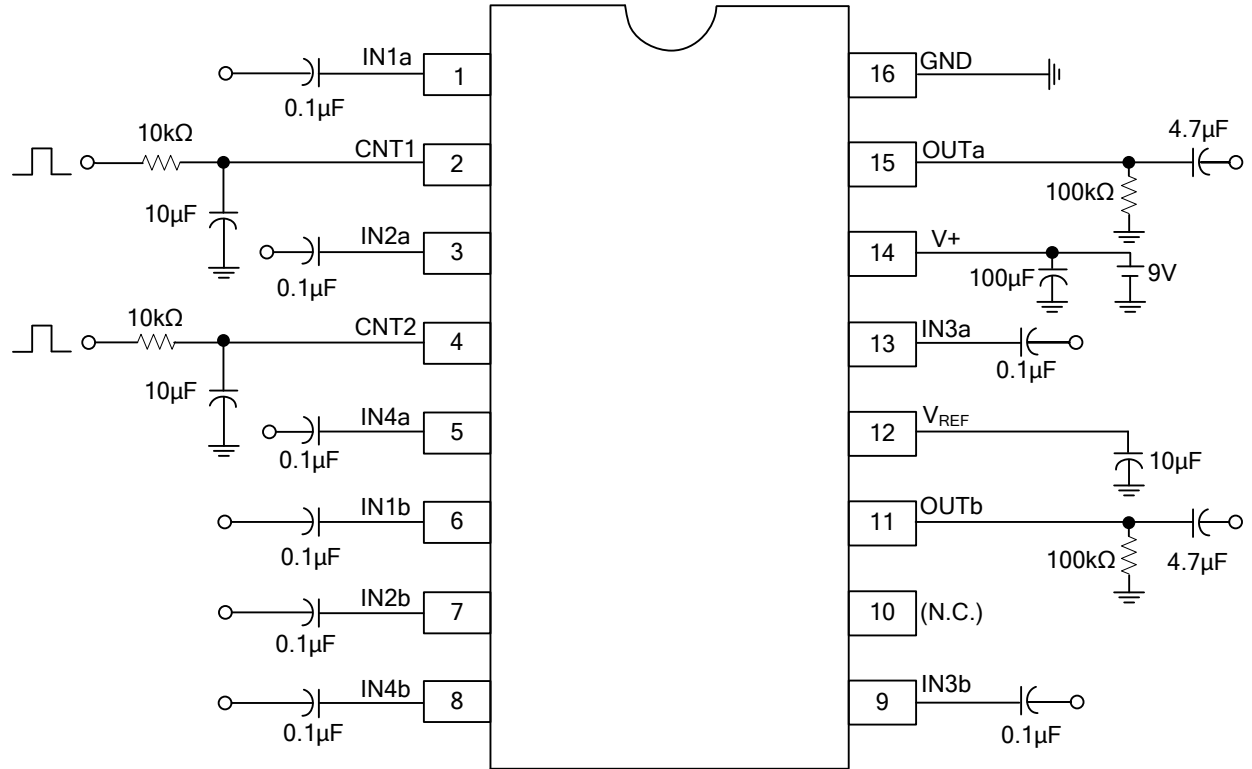 IN1a
1
0.1µF
10kΩ
CNT1
2
10µF
IN2a
3
0.1µF
10kΩ
CNT2
4
10µF
IN4a
5
0.1µF
IN1b
6
0.1µF
IN2b
7
0.1µF
IN4b
8
0.1µF
16
GND
15
OUTa
4.7µF
100kΩ
14
V+
100µF
9V
13
IN3a
0.1µF
12
VREF
10µF
11
OUTb
100kΩ
4.7µF
10
(N.C.)
9
IN3b
0.1µF